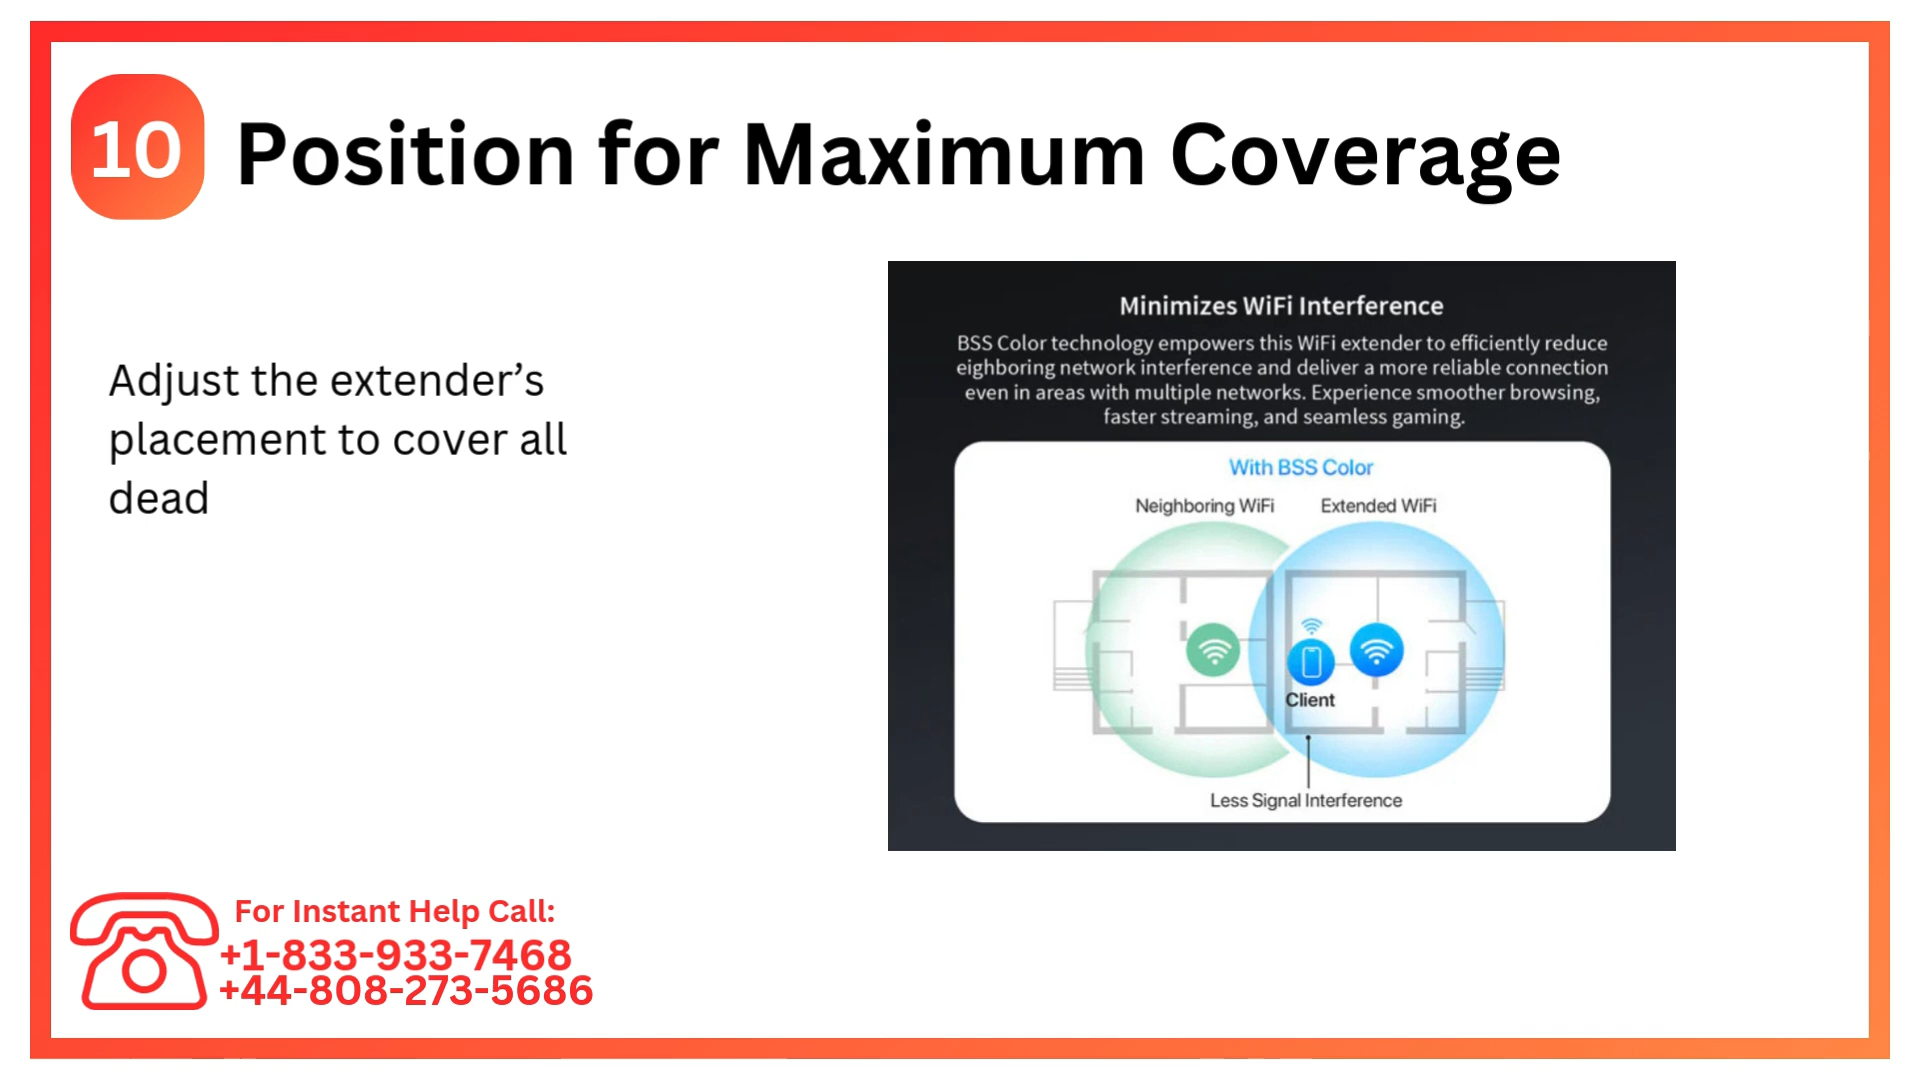 10
Position for Maximum Coverage
Adjust the extender’s
placement to cover all
dead
Minimizes WiFi Interference
BSS Color technology empowers this WiFi extender to efficiently reduce
eighboring network interference and deliver a more reliable connection
even in areas with multiple networks. Experience smoother browsing,
faster streaming, and seamless gaming.
With BSS Color
Neighboring WiFi
Extended WiFi
Client
Less Signal Interference
For Instant Help Call:
+1-833-933-7468
+44-808-273-5686